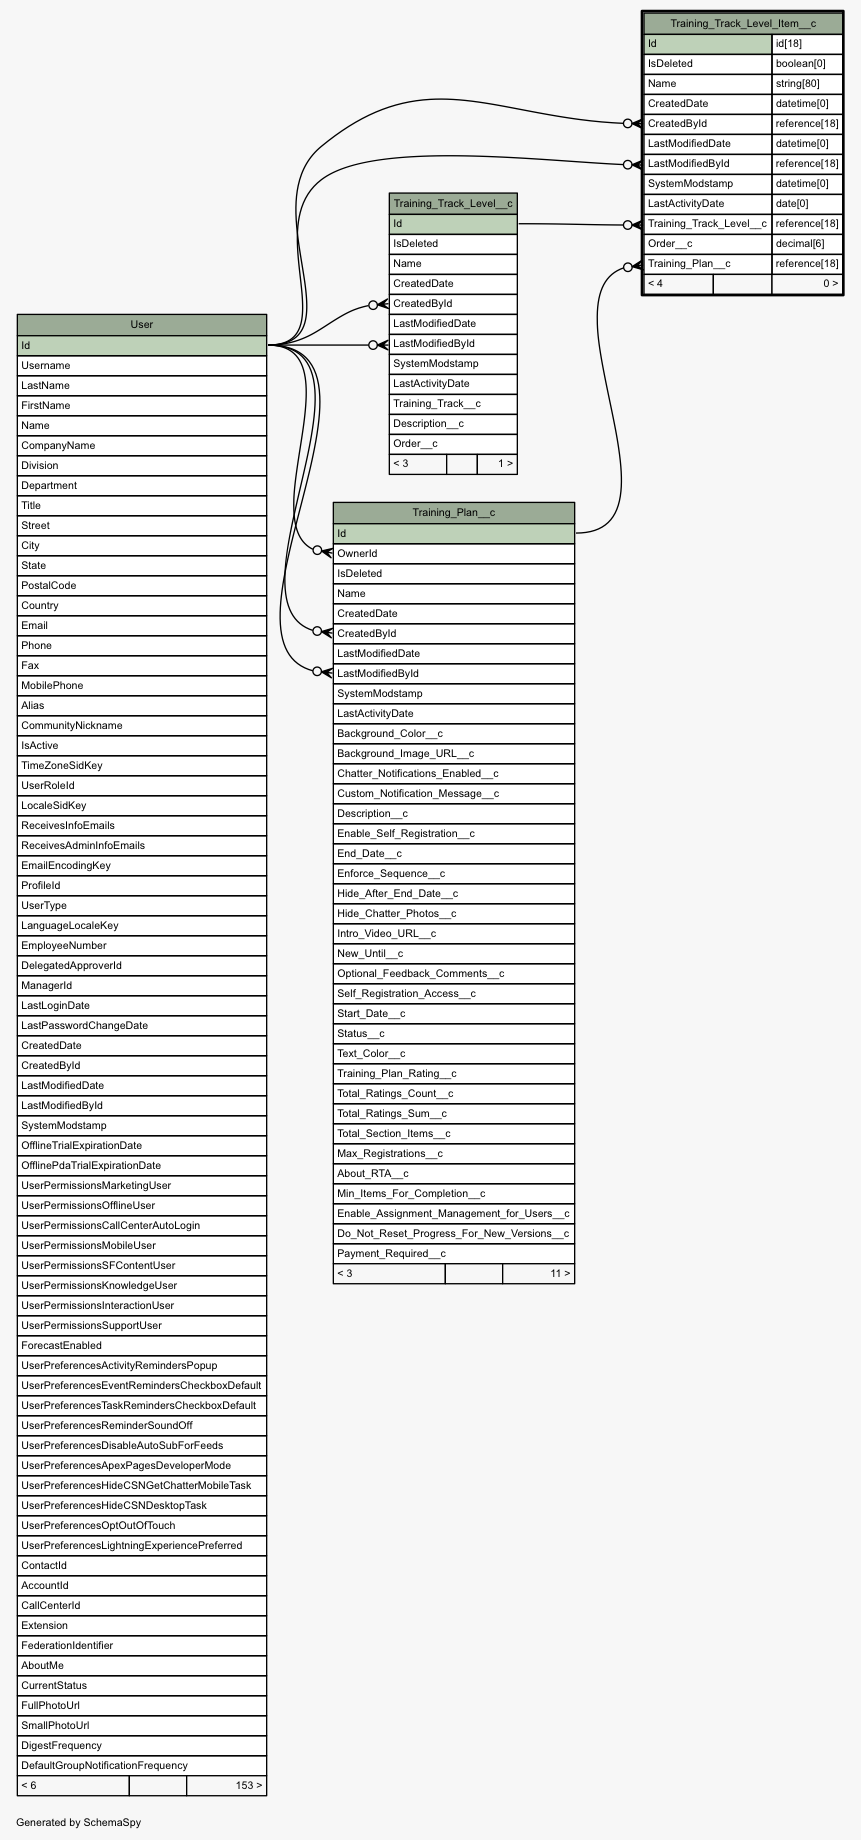 Training_Track_Level_Item__c
Id id[18]
IsDeleted boolean[0]
Name string[80]
CreatedDate datetime[0]
CreatedById reference[18]
LastModifiedDate datetime[0]
LastModifiedById reference[18]
SystemModstamp datetime[0]
LastActivityDate date[0]
Training_Track_Level__c reference[18]
Order__c decimal[6]
Training_Plan__c reference[18]
< 4 0 >
Training_Track_Level__c
Id
IsDeleted
Name
CreatedDate
CreatedById
LastModifiedDate
LastModifiedById
SystemModstamp
LastActivityDate
Training_Track__c
Description__c
Order__c
< 3 1 >
User
Id
Username
LastName
FirstName
Name
CompanyName
Division
Department
Title
Street
City
State
PostalCode
Country
Email
Phone
Fax
MobilePhone
Alias
CommunityNickname
IsActive
TimeZoneSidKey
UserRoleId
LocaleSidKey
ReceivesInfoEmails
ReceivesAdminInfoEmails
EmailEncodingKey
ProfileId
UserType
LanguageLocaleKey
EmployeeNumber
DelegatedApproverId
ManagerId
LastLoginDate
LastPasswordChangeDate
CreatedDate
CreatedById
LastModifiedDate
LastModifiedById
SystemModstamp
OfflineTrialExpirationDate
OfflinePdaTrialExpirationDate
UserPermissionsMarketingUser
UserPermissionsOfflineUser
UserPermissionsCallCenterAutoLogin
UserPermissionsMobileUser
UserPermissionsSFContentUser
UserPermissionsKnowledgeUser
UserPermissionsInteractionUser
UserPermissionsSupportUser
ForecastEnabled
UserPreferencesActivityRemindersPopup
UserPreferencesEventRemindersCheckboxDefault
UserPreferencesTaskRemindersCheckboxDefault
UserPreferencesReminderSoundOff
UserPreferencesDisableAutoSubForFeeds
UserPreferencesApexPagesDeveloperMode
UserPreferencesHideCSNGetChatterMobileTask
UserPreferencesHideCSNDesktopTask
UserPreferencesOptOutOfTouch
UserPreferencesLightningExperiencePreferred
ContactId
AccountId
CallCenterId
Extension
FederationIdentifier
AboutMe
CurrentStatus
FullPhotoUrl
SmallPhotoUrl
DigestFrequency
DefaultGroupNotificationFrequency
< 6 153 >
Training_Plan__c
Id
OwnerId
IsDeleted
Name
CreatedDate
CreatedById
LastModifiedDate
LastModifiedById
SystemModstamp
LastActivityDate
Background_Color__c
Background_Image_URL__c
Chatter_Notifications_Enabled__c
Custom_Notification_Message__c
Description__c
Enable_Self_Registration__c
End_Date__c
Enforce_Sequence__c
Hide_After_End_Date__c
Hide_Chatter_Photos__c
Intro_Video_URL__c
New_Until__c
Optional_Feedback_Comments__c
Self_Registration_Access__c
Start_Date__c
Status__c
Text_Color__c
Training_Plan_Rating__c
Total_Ratings_Count__c
Total_Ratings_Sum__c
Total_Section_Items__c
Max_Registrations__c
About_RTA__c
Min_Items_For_Completion__c
Enable_Assignment_Management_for_Users__c
Do_Not_Reset_Progress_For_New_Versions__c
Payment_Required__c
< 3 11 >
Generated by SchemaSpy